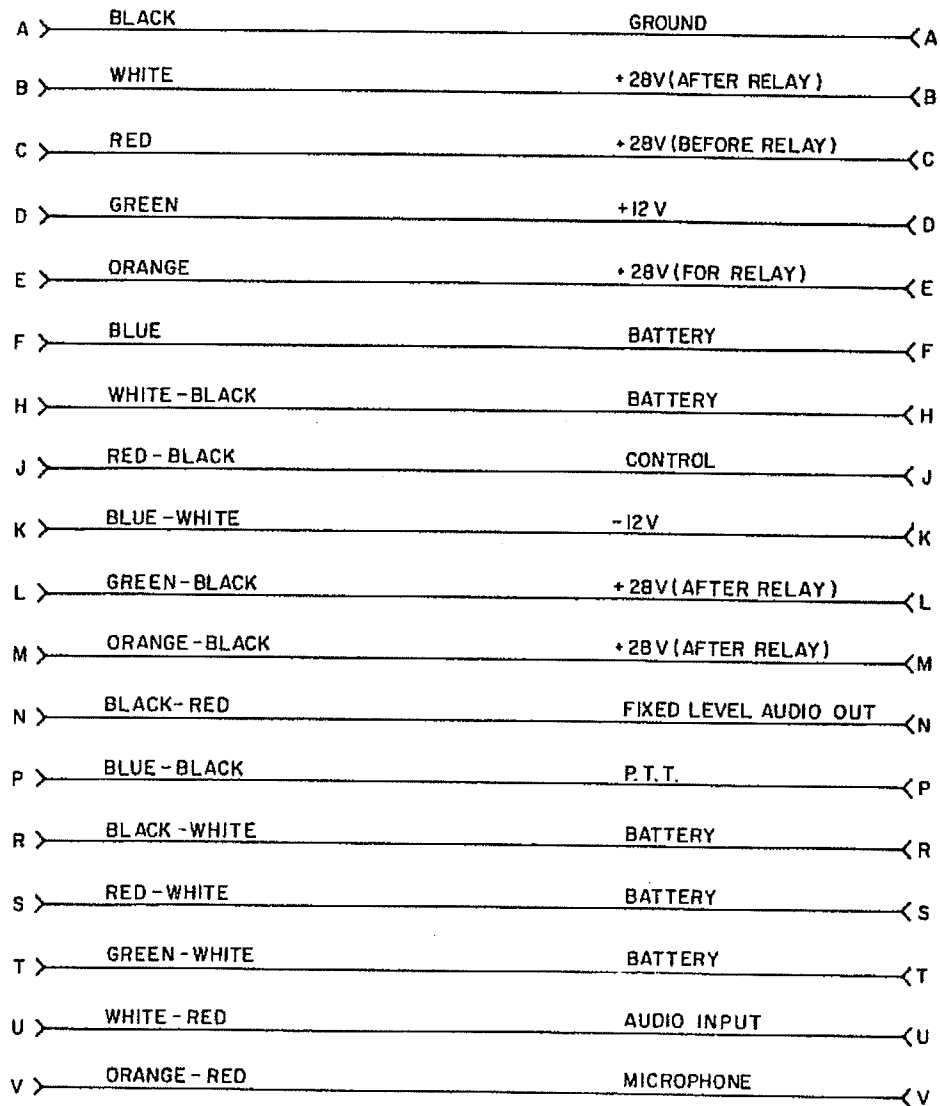 A BLACK GROUND A
B WHITE +28V(AFTER RELAY) B
C RED +28V(BEFORE RELAY) C
D GREEN +12V D
E ORANGE +28V(FOR RELAY) E
F BLUE BATTERY F
H WHITE-BLACK BATTERY H
J RED-BLACK CONTROL J
K BLUE-WHITE -12V K
L GREEN-BLACK +28V(AFTER RELAY) L
M ORANGE-BLACK +28V(AFTER RELAY) M
N BLACK-RED FIXED LEVEL AUDIO OUT N
P BLUE-BLACK P.T.T. P
R BLACK-WHITE BATTERY R
S RED-WHITE BATTERY S
T GREEN-WHITE BATTERY T
U WHITE-RED AUDIO INPUT U
V ORANGE-RED MICROPHONE V